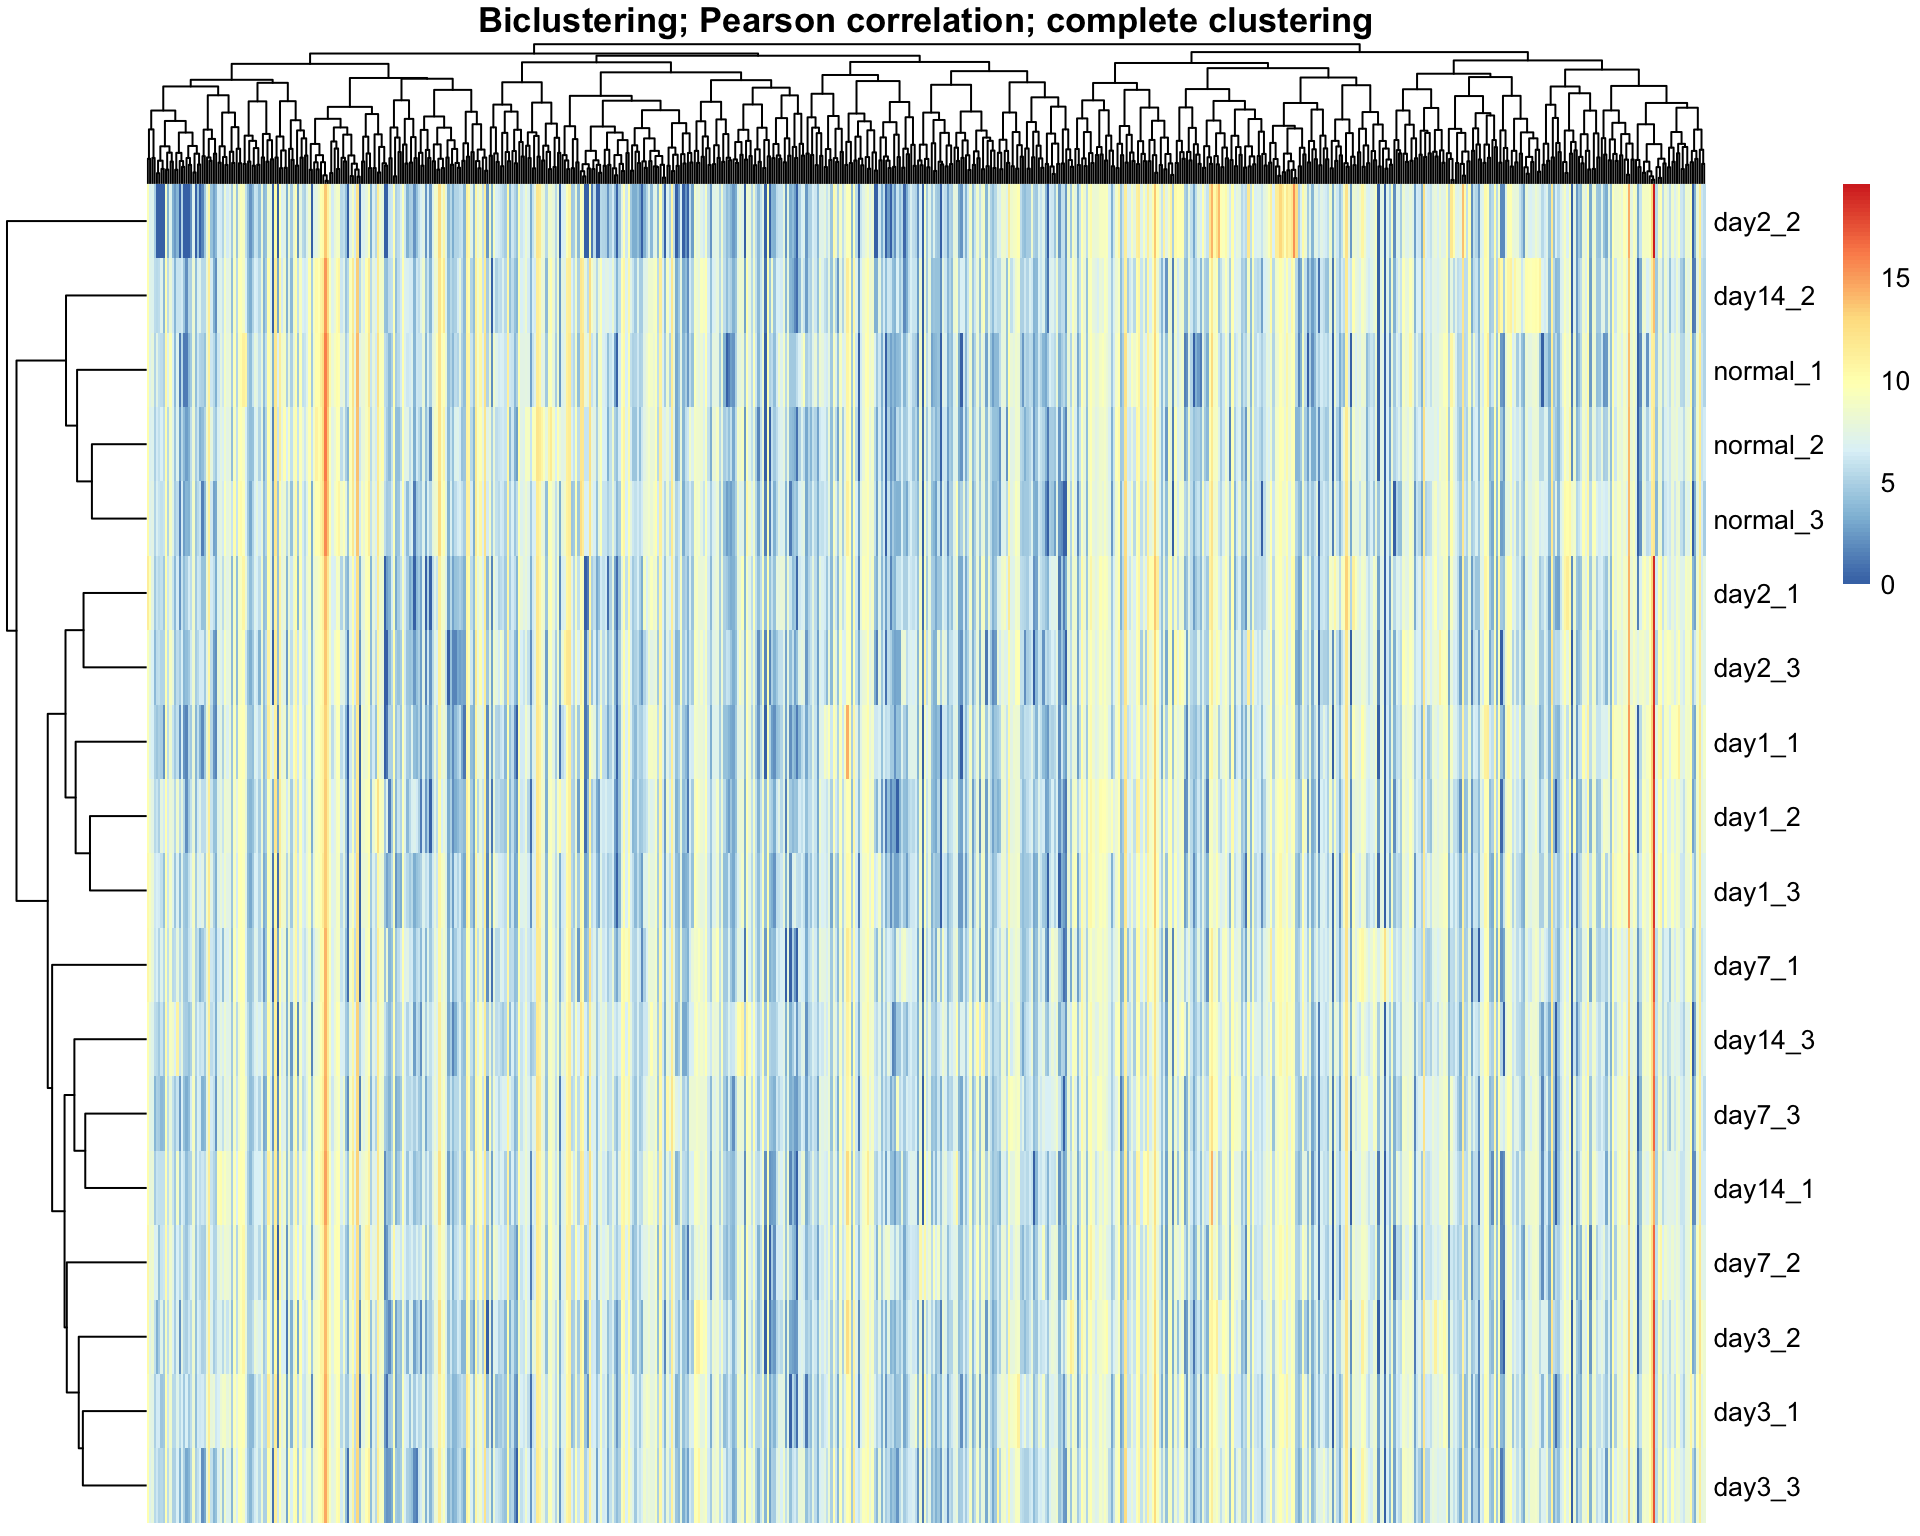 Biclustering; Pearson correlation; complete clustering
day2_2
day14_2
normal_1
normal_2
normal_3
day2_1
day2_3
day1_1
day1_2
day1_3
day7_1
day14_3
day7_3
day14_1
day7_2
day3_2
day3_1
day3_3
15
10
5
0